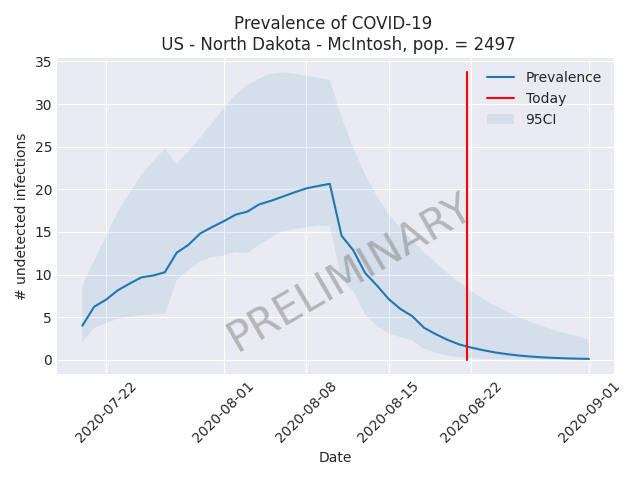 Prevalence of COVID-19
US - North Dakota - McIntosh, pop. = 2497
# undetected infections
35
30
25
20
15
10
5
0
Prevalence
Today
95CI
PRELIMINARY
2020-07-22
2020-08-01
2020-08-08
2020-08-15
2020-08-22
2020-09-01
Date